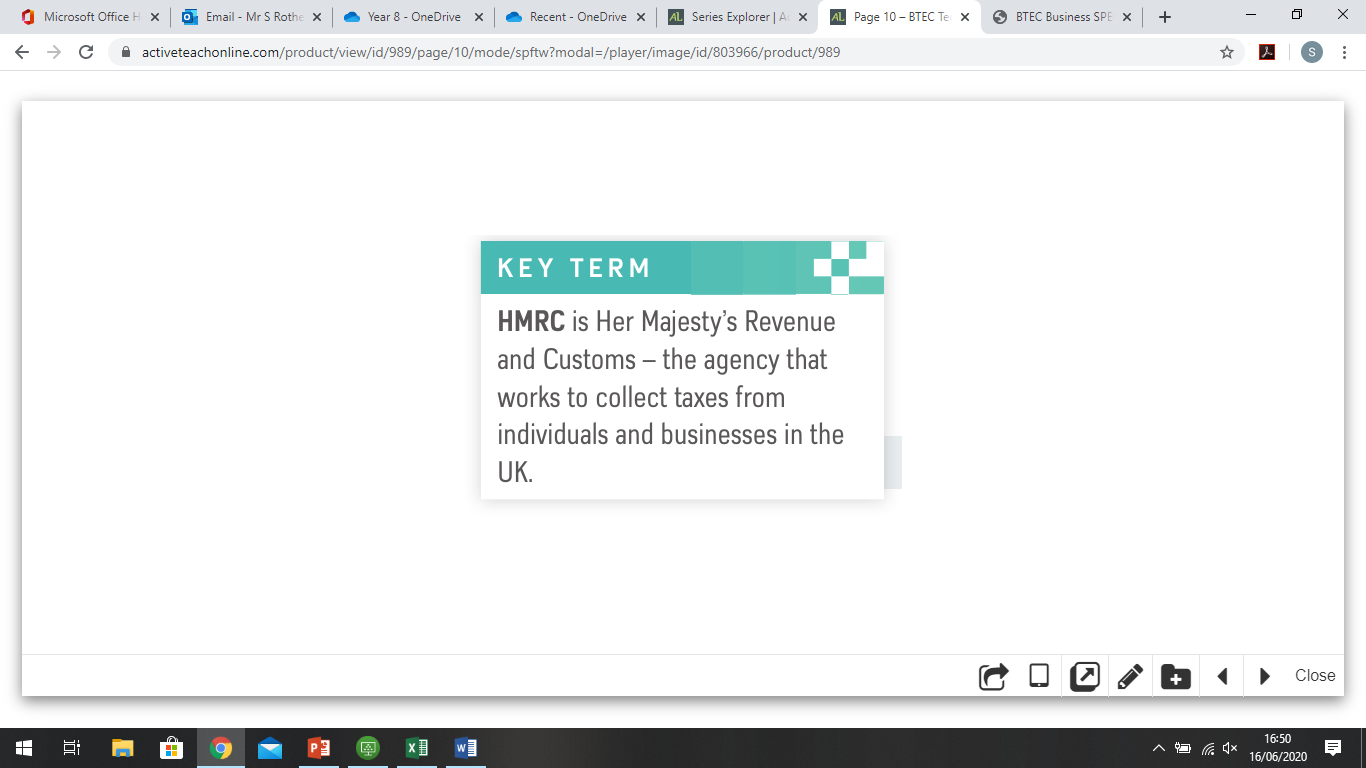 Microsoft Office H
Email - Mr S Rothe
Year 8 - OneDrive
Recent - OneDrive
Series Explorer | Ac
Page 10 – BTEC Te
BTEC Business SPE
activeteachonline.com/product/view/id/989/page/10/mode/spftw?modal=/player/image/id/803966/product/989
S
KEY TERM
HMRC is Her Majesty’s Revenue
and Customs – the agency that
works to collect taxes from
individuals and businesses in the
UK.
Close
16:50
16/06/2020